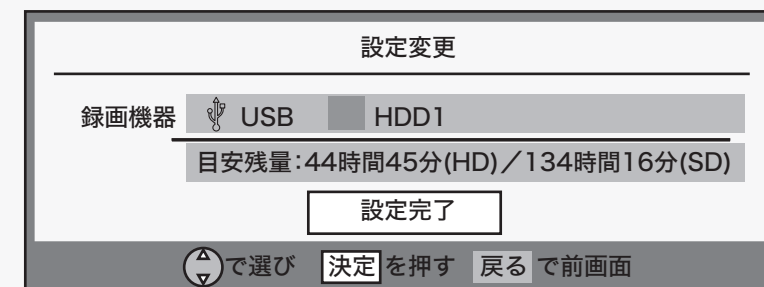 設定変更
録画機器 USB HDD1
目安残量:44時間45分(HD)/134時間16分(SD)
設定完了
で選び 決定を押す 戻るで前画面